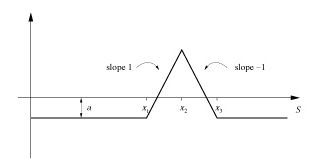 slope 1
slope −1
a
x₁ x₂ x₃ S